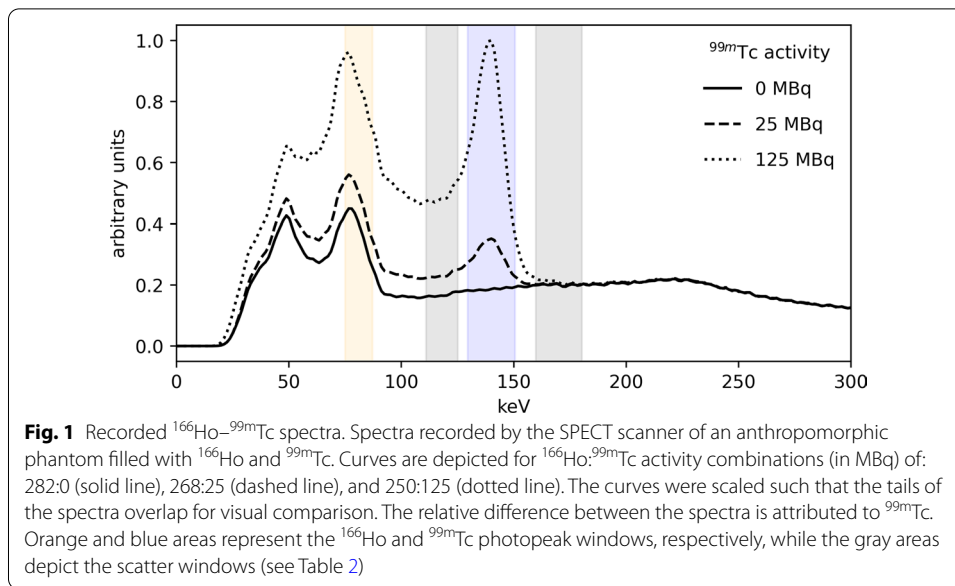 1.0
0.8
0.6
0.4
0.2
0.0
arbitrary units
0 50 100 150 200 250 300
keV
⁹⁹ᵐTc activity
0 MBq
25 MBq
125 MBq
Fig. 1 Recorded ¹⁶⁶Ho–⁹⁹ᵐTc spectra. Spectra recorded by the SPECT scanner of an anthropomorphic
phantom filled with ¹⁶⁶Ho and ⁹⁹ᵐTc. Curves are depicted for ¹⁶⁶Ho:⁹⁹ᵐTc activity combinations (in MBq) of:
282:0 (solid line), 268:25 (dashed line), and 250:125 (dotted line). The curves were scaled such that the tails of
the spectra overlap for visual comparison. The relative difference between the spectra is attributed to ⁹⁹ᵐTc.
Orange and blue areas represent the ¹⁶⁶Ho and ⁹⁹ᵐTc photopeak windows, respectively, while the gray areas
depict the scatter windows (see Table 2)